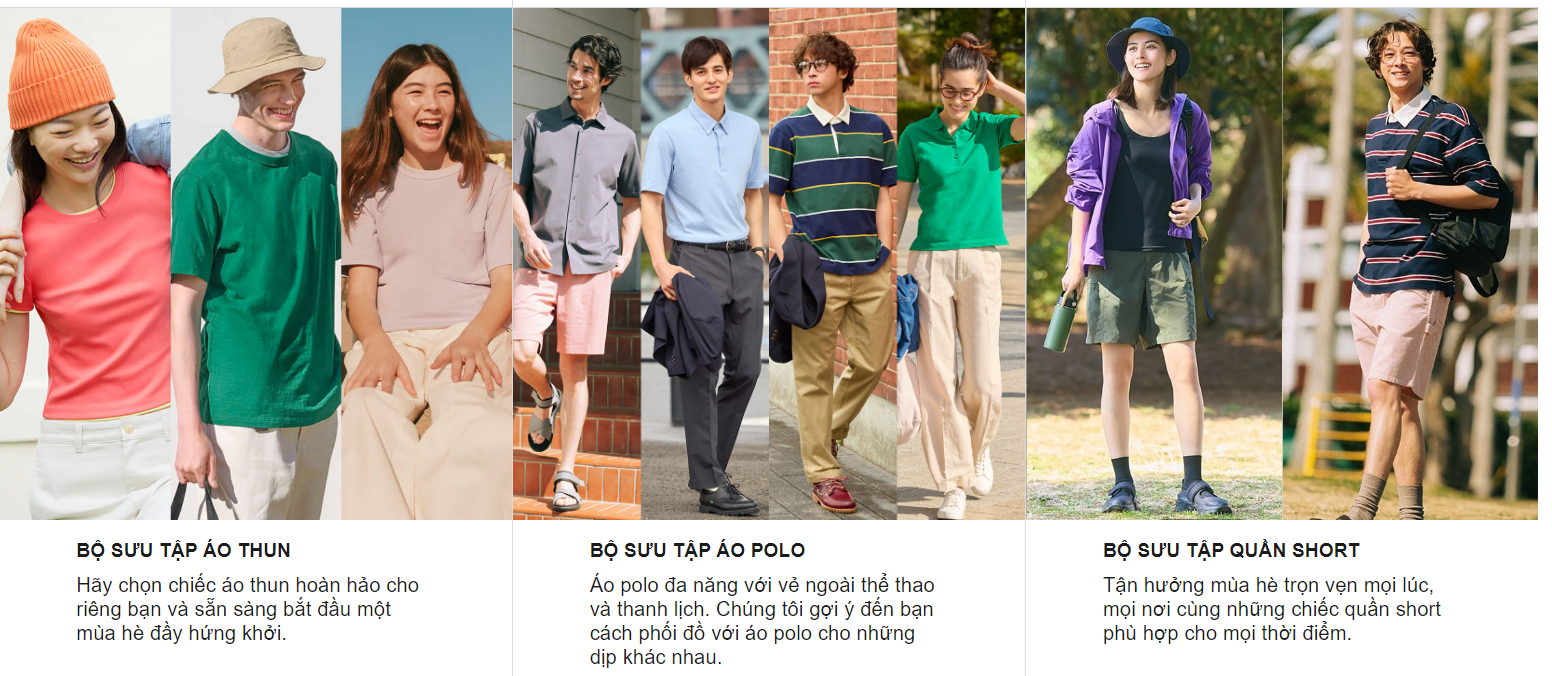 BỘ SƯU TẬP ÁO THUN
Hãy chọn chiếc áo thun hoàn hảo cho
riêng bạn và sẵn sàng bắt đầu một
mùa hè đầy hứng khởi.
BỘ SƯU TẬP ÁO POLO
Áo polo đa năng với vẻ ngoài thể thao
và thanh lịch. Chúng tôi gợi ý đến bạn
cách phối đồ với áo polo cho những
dịp khác nhau.
BỘ SƯU TẬP QUẦN SHORT
Tận hưởng mùa hè trọn vẹn mọi lúc,
mọi nơi cùng những chiếc quần short
phù hợp cho mọi thời điểm.